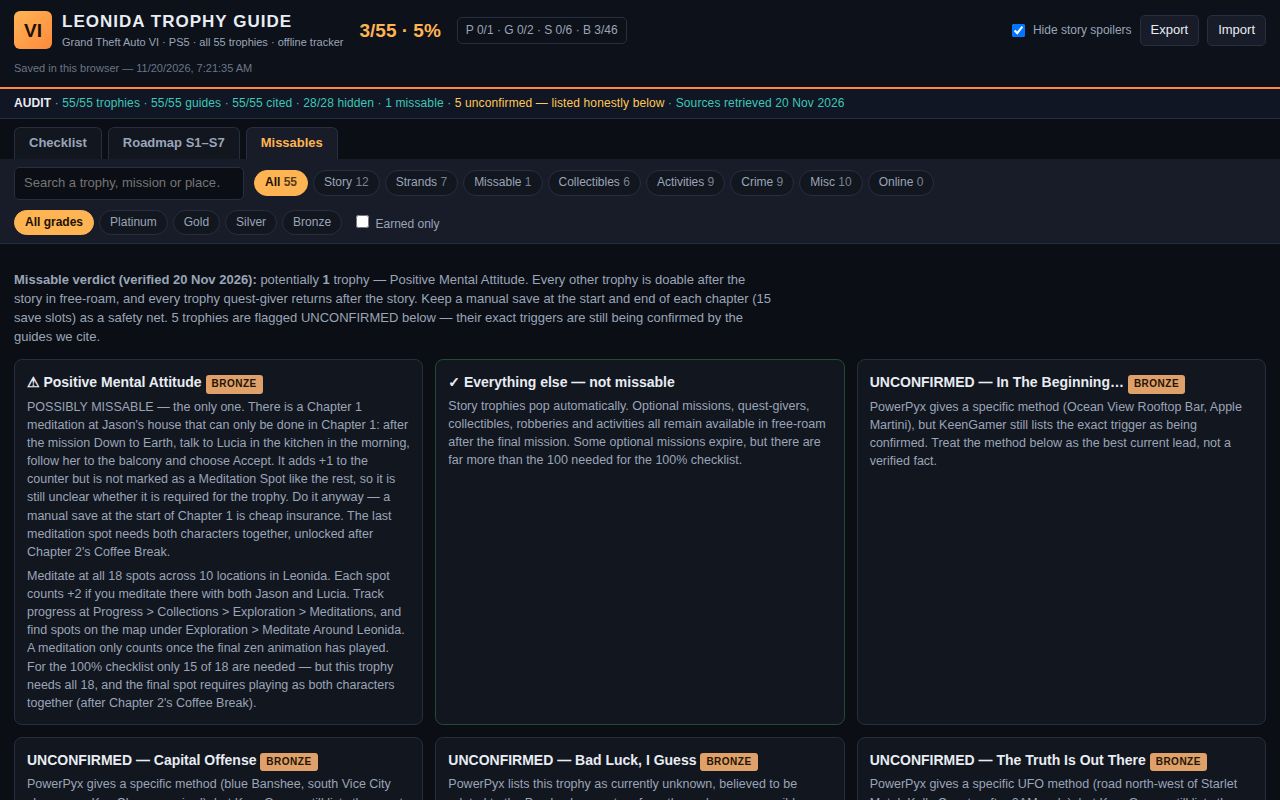 VI
LEONIDA TROPHY GUIDE
Grand Theft Auto VI · PS5 · all 55 trophies · offline tracker
3/55 · 5%
P 0/1 · G 0/2 · S 0/6 · B 3/46
Hide story spoilers
Export
Import
Saved in this browser — 11/20/2026, 7:21:35 AM
AUDIT · 55/55 trophies · 55/55 guides · 55/55 cited · 28/28 hidden · 1 missable · 5 unconfirmed — listed honestly below · Sources retrieved 20 Nov 2026
Checklist
Roadmap S1–S7
Missables
Search a trophy, mission or place.
All 55
Story 12
Strands 7
Missable 1
Collectibles 6
Activities 9
Crime 9
Misc 10
Online 0
All grades
Platinum
Gold
Silver
Bronze
Earned only
Missable verdict (verified 20 Nov 2026): potentially 1 trophy — Positive Mental Attitude. Every other trophy is doable after the
story in free-roam, and every trophy quest-giver returns after the story. Keep a manual save at the start and end of each chapter (15
save slots) as a safety net. 5 trophies are flagged UNCONFIRMED below — their exact triggers are still being confirmed by the
guides we cite.
⚠ Positive Mental Attitude BRONZE
POSSIBLY MISSABLE — the only one. There is a Chapter 1
meditation at Jason's house that can only be done in Chapter 1: after
the mission Down to Earth, talk to Lucia in the kitchen in the morning,
follow her to the balcony and choose Accept. It adds +1 to the
counter but is not marked as a Meditation Spot like the rest, so it is
still unclear whether it is required for the trophy. Do it anyway — a
manual save at the start of Chapter 1 is cheap insurance. The last
meditation spot needs both characters together, unlocked after
Chapter 2's Coffee Break.
Meditate at all 18 spots across 10 locations in Leonida. Each spot
counts +2 if you meditate there with both Jason and Lucia. Track
progress at Progress > Collections > Exploration > Meditations, and
find spots on the map under Exploration > Meditate Around Leonida.
A meditation only counts once the final zen animation has played.
For the 100% checklist only 15 of 18 are needed — but this trophy
needs all 18, and the final spot requires playing as both characters
together (after Chapter 2's Coffee Break).
✓ Everything else — not missable
Story trophies pop automatically. Optional missions, quest-givers,
collectibles, robberies and activities all remain available in free-roam
after the final mission. Some optional missions expire, but there are
far more than the 100 needed for the 100% checklist.
UNCONFIRMED — In The Beginning… BRONZE
PowerPyx gives a specific method (Ocean View Rooftop Bar, Apple
Martini), but KeenGamer still lists the exact trigger as being
confirmed. Treat the method below as the best current lead, not a
verified fact.
UNCONFIRMED — Capital Offense BRONZE
PowerPyx gives a specific method (blue Banshee, south Vice City
UNCONFIRMED — Bad Luck, I Guess BRONZE
PowerPyx lists this trophy as currently unknown, believed to be
UNCONFIRMED — The Truth Is Out There BRONZE
PowerPyx gives a specific UFO method (road north-west of Starlet